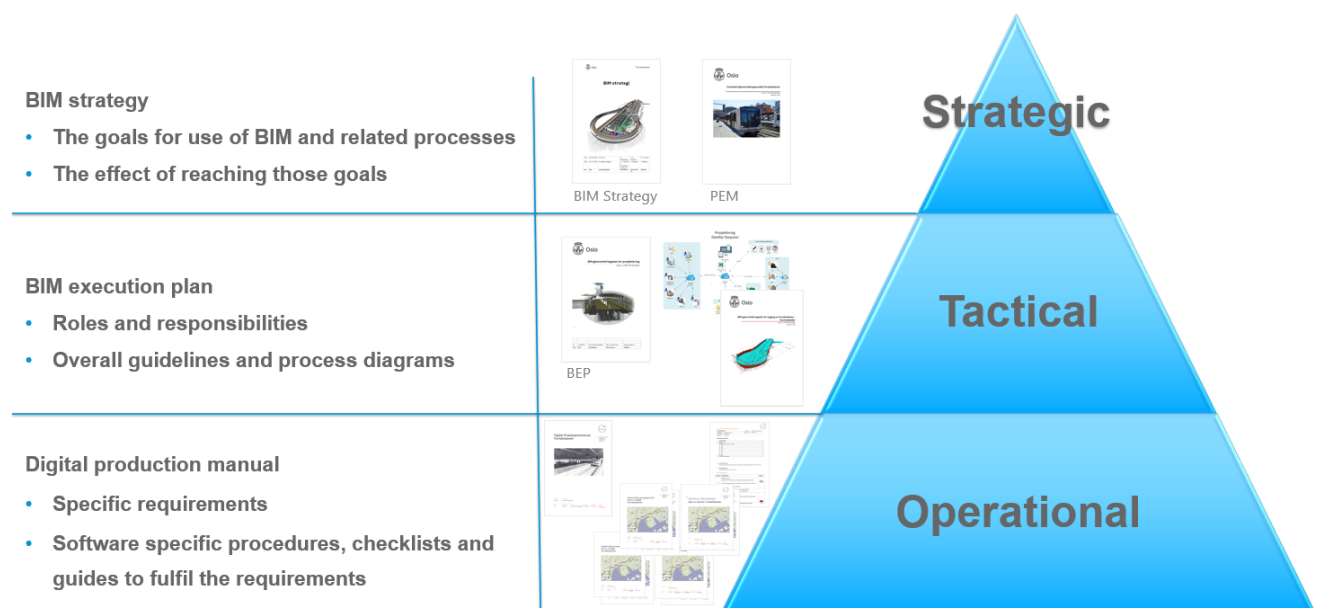 BIM strategy
• The goals for use of BIM and related processes
• The effect of reaching those goals
Oslo
BIM strategi
BIM Strategy
Oslo
PEM
Strategic
BIM execution plan
• Roles and responsibilities
• Overall guidelines and process diagrams
Oslo
BEP
Oslo
Tactical
Digital production manual
• Specific requirements
• Software specific procedures, checklists and
guides to fulfil the requirements
Operational